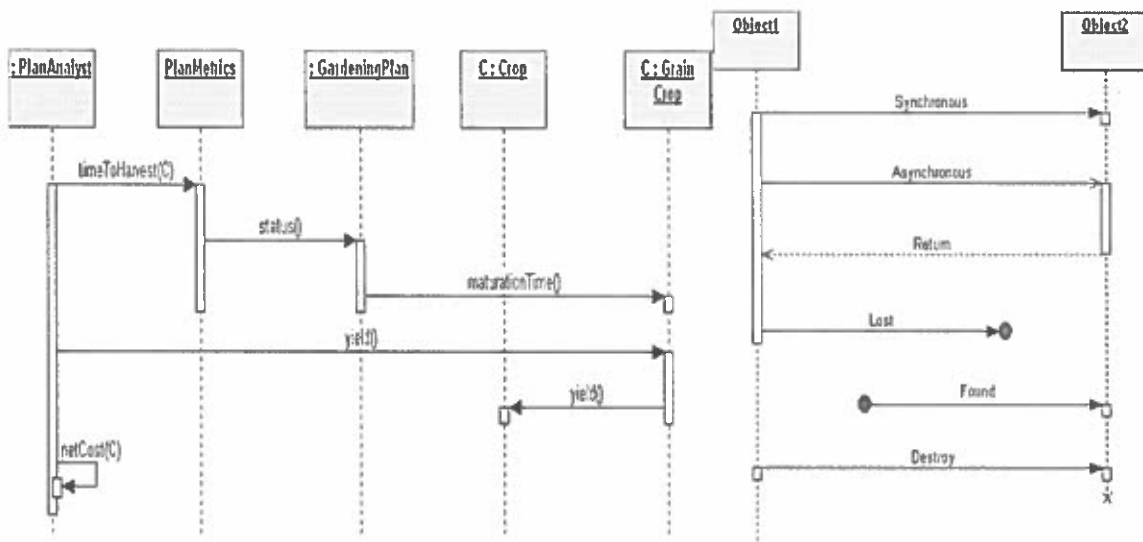 : PlanAnalyst
PlanMetrics
: GardeningPlan
C : Crop
C : Grain
Crop
timeToHarvest(C)
status()
maturationTime()
yield()
yield()
netCost(C)
Object1
Object2
Synchronous
Asynchronous
Return
Lost
Found
Destroy
x